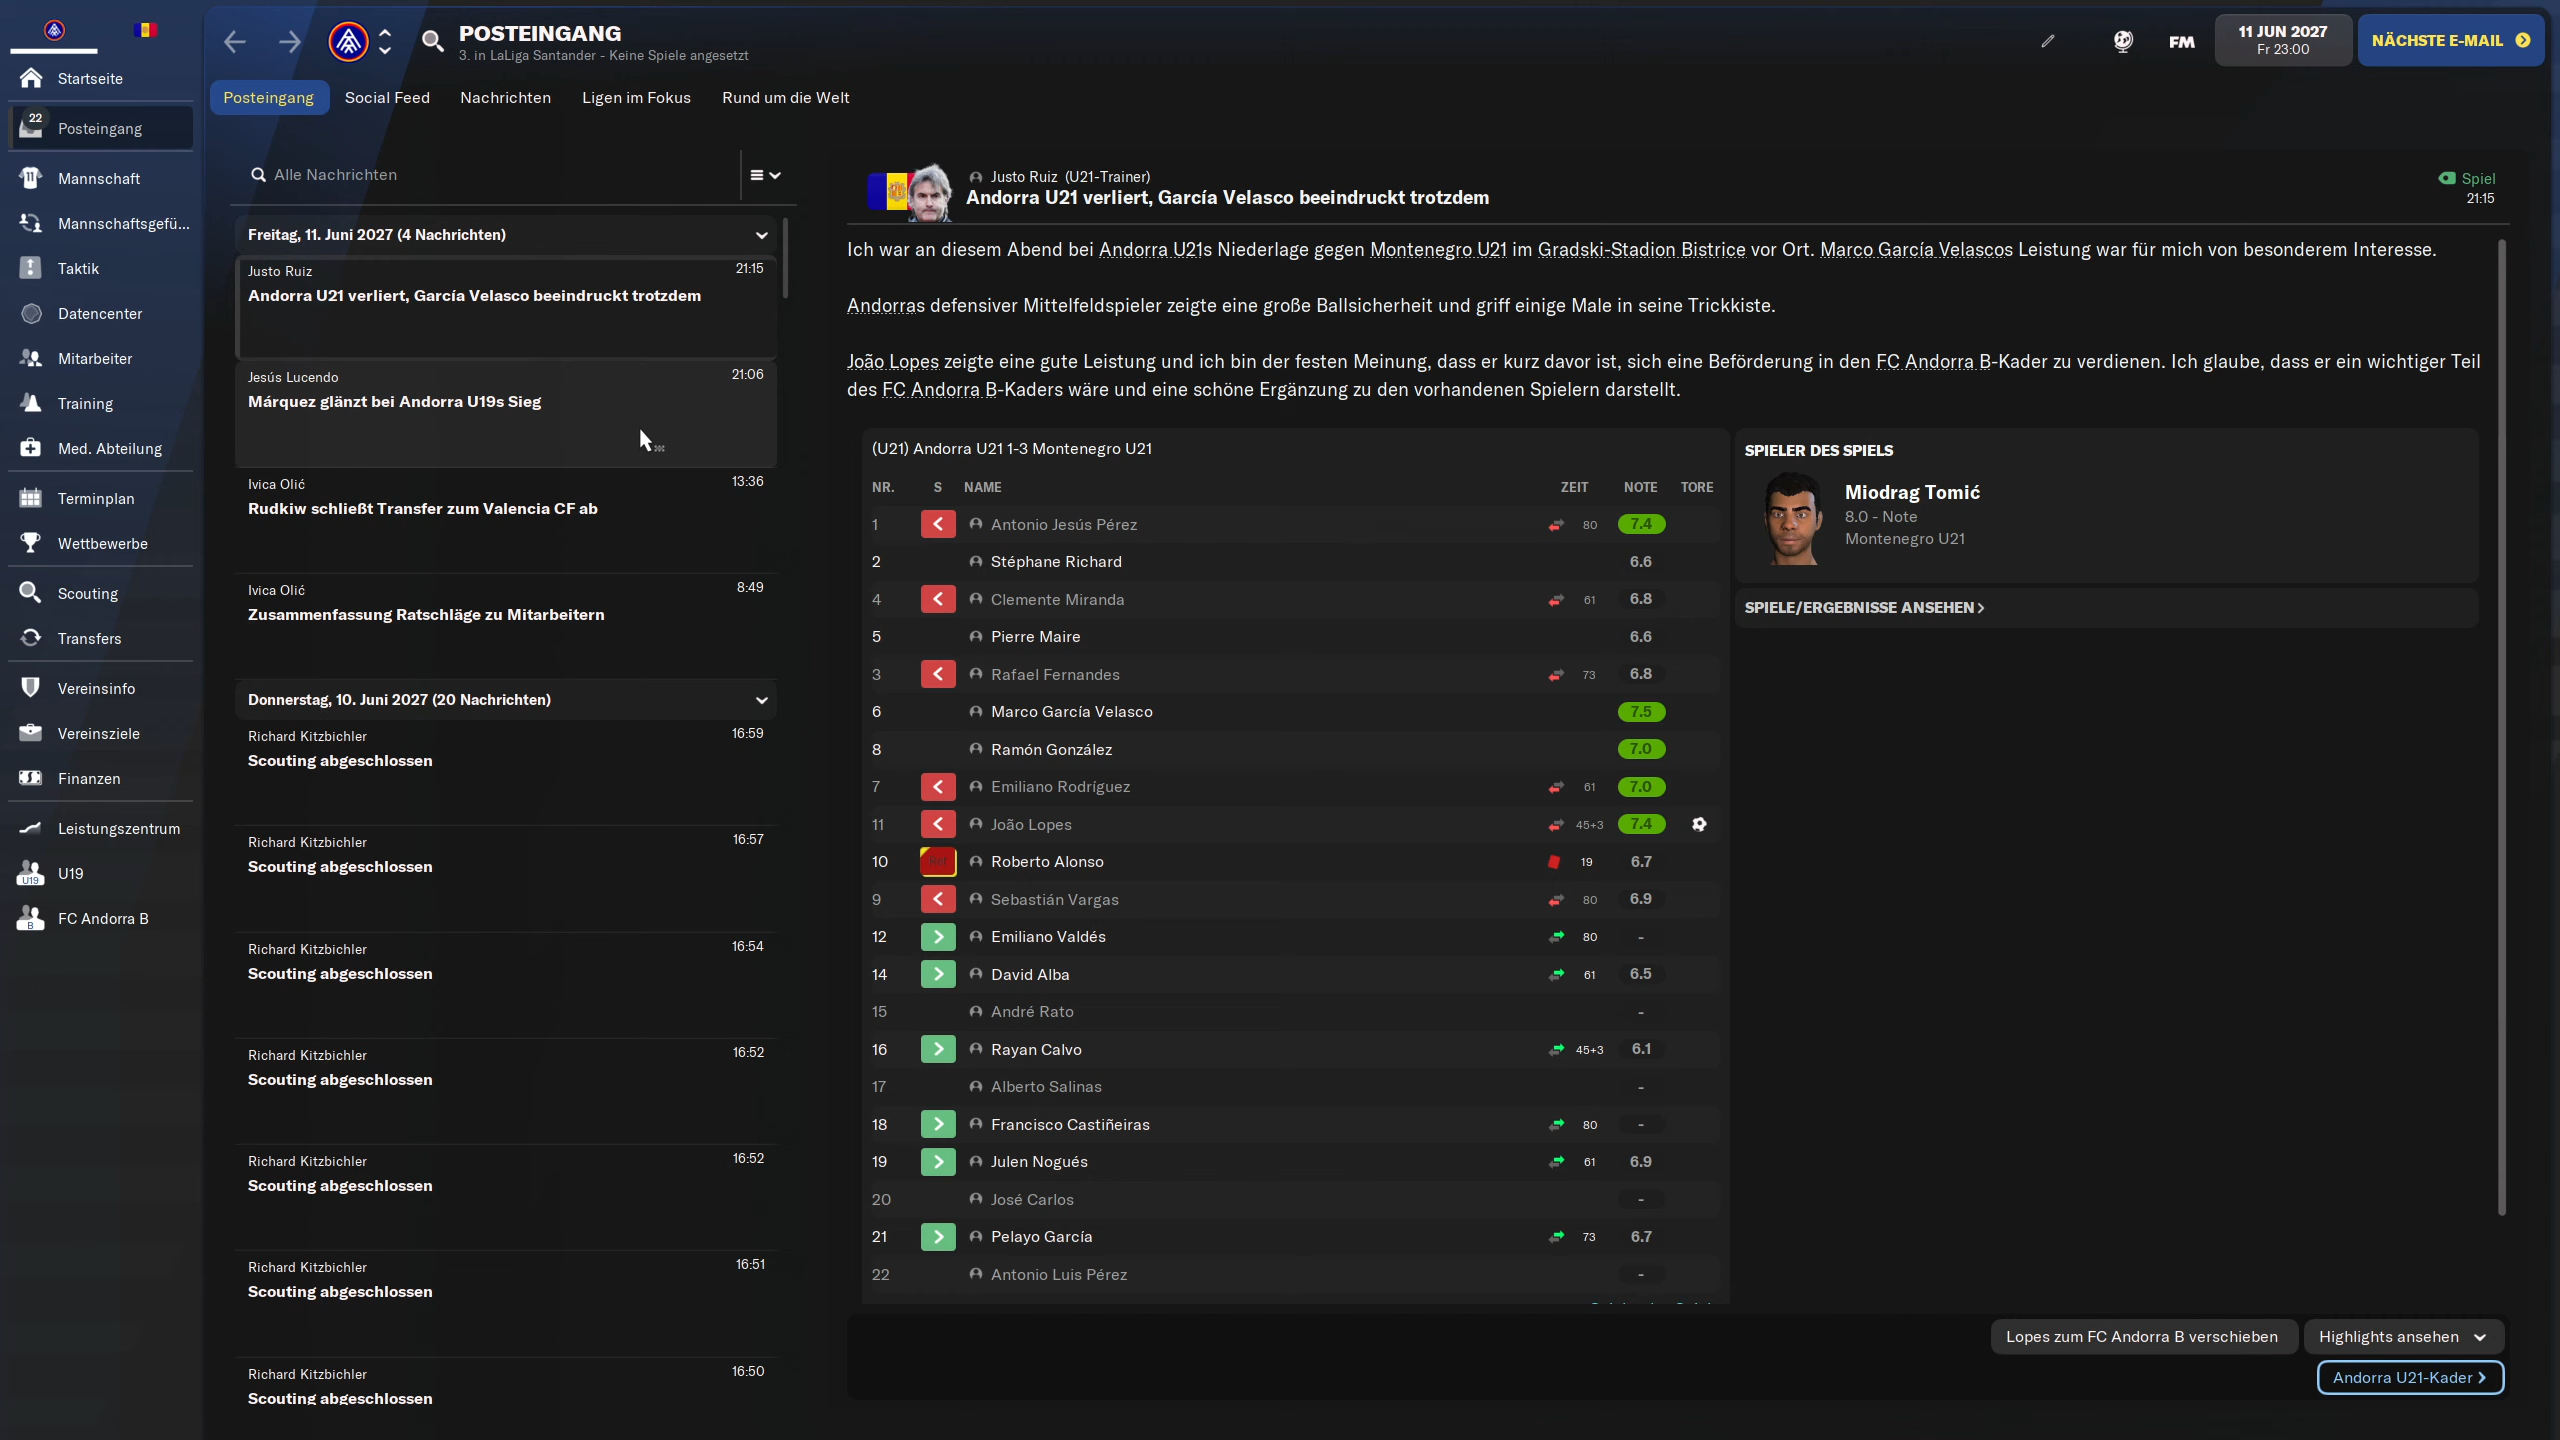 POSTEINGANG
3. in LaLiga Santander - Keine Spiele angesetzt
11 JUN 2027
Fr 23:00
NÄCHSTE E-MAIL
FM
Startseite
22
Posteingang
Mannschaft
Mannschaftsgefü...
Taktik
Datencenter
Mitarbeiter
Training
Med. Abteilung
Terminplan
Wettbewerbe
Scouting
Transfers
Vereinsinfo
Vereinsziele
Finanzen
Leistungszentrum
U19
U19
B
FC Andorra B
Posteingang
Social Feed
Nachrichten
Ligen im Fokus
Rund um die Welt
Alle Nachrichten
Freitag, 11. Juni 2027 (4 Nachrichten)
Justo Ruiz 21:15
Andorra U21 verliert, García Velasco beeindruckt trotzdem
Jesús Lucendo 21:06
Márquez glänzt bei Andorra U19s Sieg
Ivica Olić 13:36
Rudkiw schließt Transfer zum Valencia CF ab
Ivica Olić 8:49
Zusammenfassung Ratschläge zu Mitarbeitern
Donnerstag, 10. Juni 2027 (20 Nachrichten)
Richard Kitzbichler 16:59
Scouting abgeschlossen
Richard Kitzbichler 16:57
Scouting abgeschlossen
Richard Kitzbichler 16:54
Scouting abgeschlossen
Richard Kitzbichler 16:52
Scouting abgeschlossen
Richard Kitzbichler 16:52
Scouting abgeschlossen
Richard Kitzbichler 16:51
Scouting abgeschlossen
Richard Kitzbichler 16:50
Scouting abgeschlossen
Justo Ruiz (U21-Trainer)
Andorra U21 verliert, García Velasco beeindruckt trotzdem
Spiel
21:15
Ich war an diesem Abend bei Andorra U21s Niederlage gegen Montenegro U21 im Gradski-Stadion Bistrice vor Ort. Marco García Velascos Leistung war für mich von besonderem Interesse.
Andorras defensiver Mittelfeldspieler zeigte eine große Ballsicherheit und griff einige Male in seine Trickkiste.
João Lopes zeigte eine gute Leistung und ich bin der festen Meinung, dass er kurz davor ist, sich eine Beförderung in den FC Andorra B-Kader zu verdienen. Ich glaube, dass er ein wichtiger Teil
des FC Andorra B-Kaders wäre und eine schöne Ergänzung zu den vorhandenen Spielern darstellt.
(U21) Andorra U21 1-3 Montenegro U21
NR. S NAME ZEIT NOTE TORE
1 Antonio Jesús Pérez 80 7.4
2 Stéphane Richard 6.6
4 Clemente Miranda 61 6.8
5 Pierre Maire 6.6
3 Rafael Fernandes 73 6.8
6 Marco García Velasco 7.5
8 Ramón González 7.0
7 Emiliano Rodríguez 61 7.0
11 João Lopes 45+3 7.4
10 Rot Roberto Alonso 19 6.7
9 Sebastián Vargas 80 6.9
12 Emiliano Valdés 80 -
14 David Alba 61 6.5
15 André Rato -
16 Rayan Calvo 45+3 6.1
17 Alberto Salinas -
18 Francisco Castiñeiras 80 -
19 Julen Nogués 61 6.9
20 José Carlos -
21 Pelayo García 73 6.7
22 Antonio Luis Pérez -
SPIELER DES SPIELS
Miodrag Tomić
8.0 - Note
Montenegro U21
SPIELE/ERGEBNISSE ANSEHEN
Lopes zum FC Andorra B verschieben
Highlights ansehen
Andorra U21-Kader